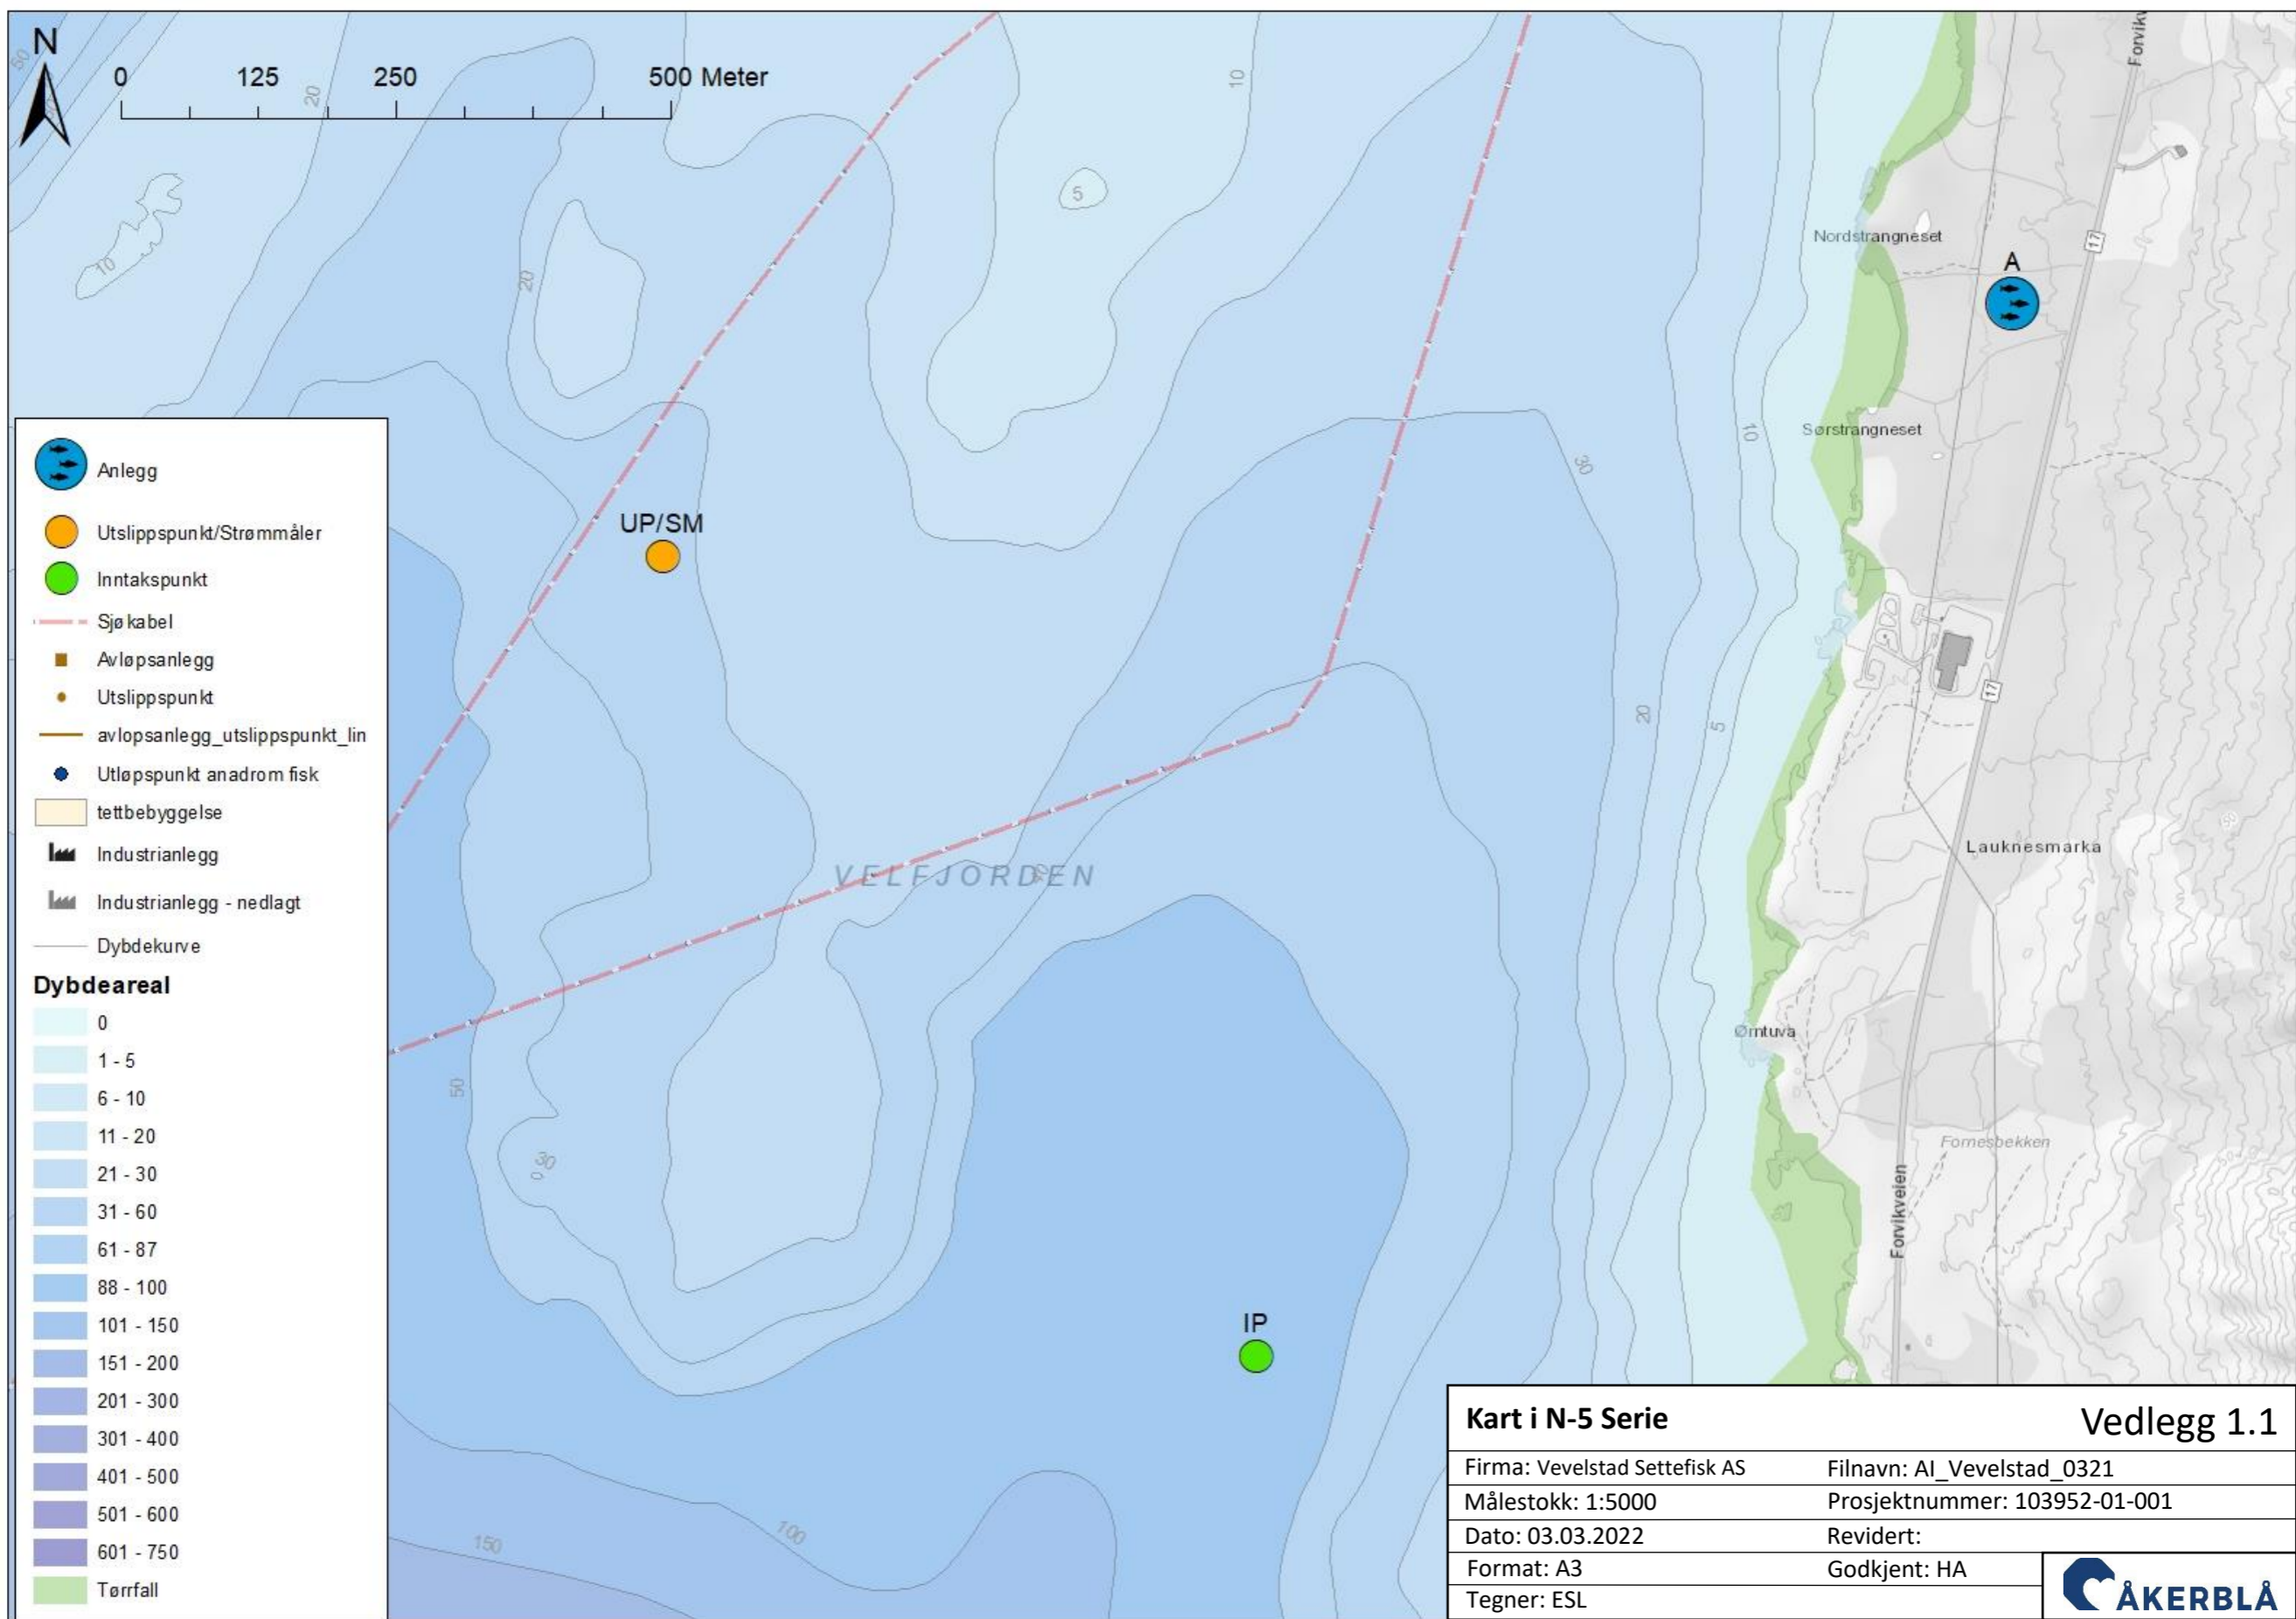 N
0 125 250 500 Meter
50
20
10
5
10
20
Forvikv
17
Nordstrangneset
A
Sørstrangneset
10
30
UP/SM
Anlegg
Utslippspunkt/Strømmåler
Inntakspunkt
Sjøkabel
Avløpsanlegg
Utslippspunkt
avlopsanlegg_utslippspunkt_lin
Utløpspunkt anadrom fisk
tettbebyggelse
Industrianlegg
Industrianlegg - nedlagt
Dybdekurve
Dybdeareal
0
1 - 5
6 - 10
11 - 20
21 - 30
31 - 60
61 - 87
88 - 100
101 - 150
151 - 200
201 - 300
301 - 400
401 - 500
501 - 600
601 - 750
Tørrfall
17
20
5
Lauknesmarka
VELFJORDEN
Ørntuva
50
30
Fornesbekken
Forvikveien
IP
100
150
Kart i N-5 Serie Vedlegg 1.1
Firma: Vevelstad Settefisk AS Filnavn: AI_Vevelstad_0321
Målestokk: 1:5000 Prosjektnummer: 103952-01-001
Dato: 03.03.2022 Revidert:
Format: A3 Godkjent: HA
Tegner: ESL
ÅKERBLÅ